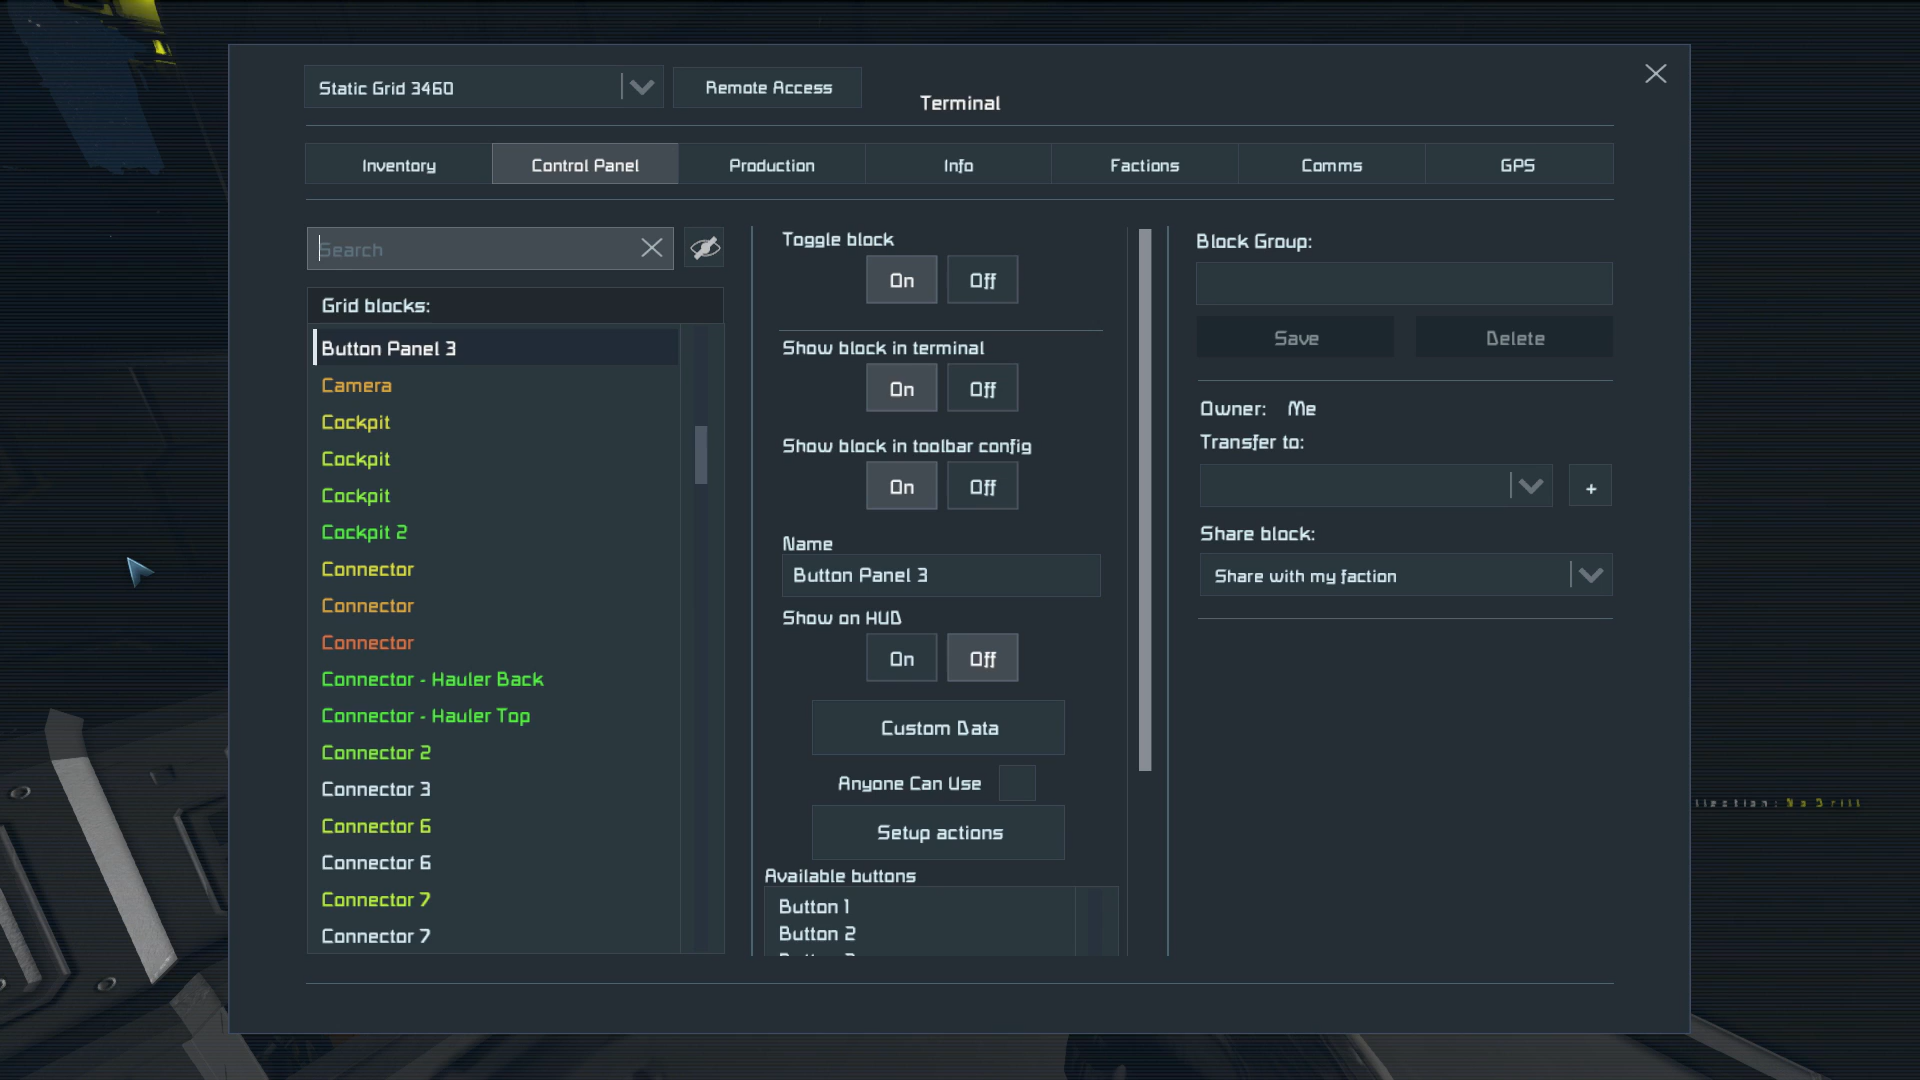 Static Grid 3460
Remote Access
Terminal
Inventory
Control Panel
Production
Info
Factions
Comms
GPS
Search
Grid blocks:
Button Panel 3
Camera
Cockpit
Cockpit
Cockpit
Cockpit 2
Connector
Connector
Connector
Connector - Hauler Back
Connector - Hauler Top
Connector 2
Connector 3
Connector 6
Connector 6
Connector 7
Connector 7
Toggle block
On Off
Show block in terminal
On Off
Show block in toolbar config
On Off
Name
Button Panel 3
Show on HUD
On Off
Custom Data
Anyone Can Use
Setup actions
Available buttons
Button 1
Button 2
Block Group:
Save Delete
Owner: Me
Transfer to:
+
Share block:
Share with my faction
No Drill